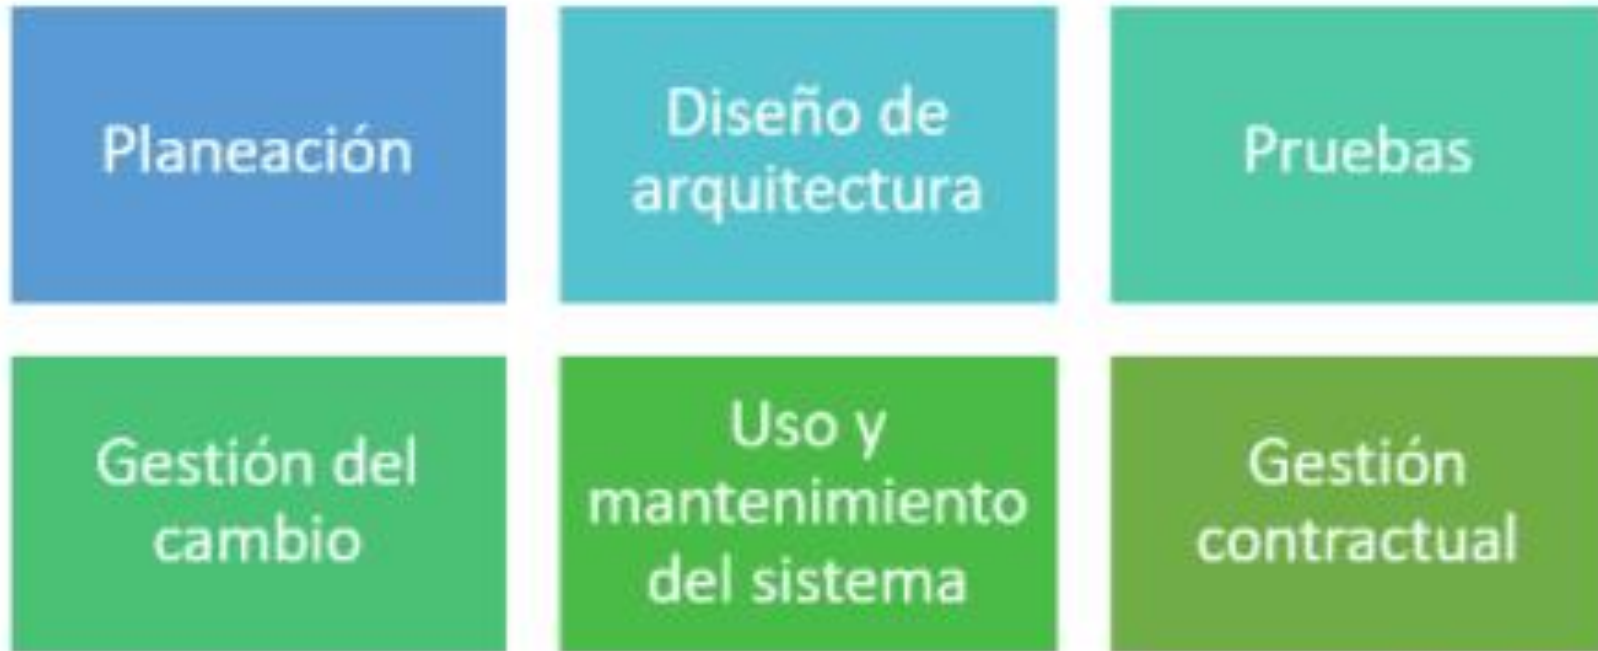 Planeación
Diseño de
arquitectura
Pruebas
Gestión del
cambio
Uso y
mantenimiento
del sistema
Gestión
contractual